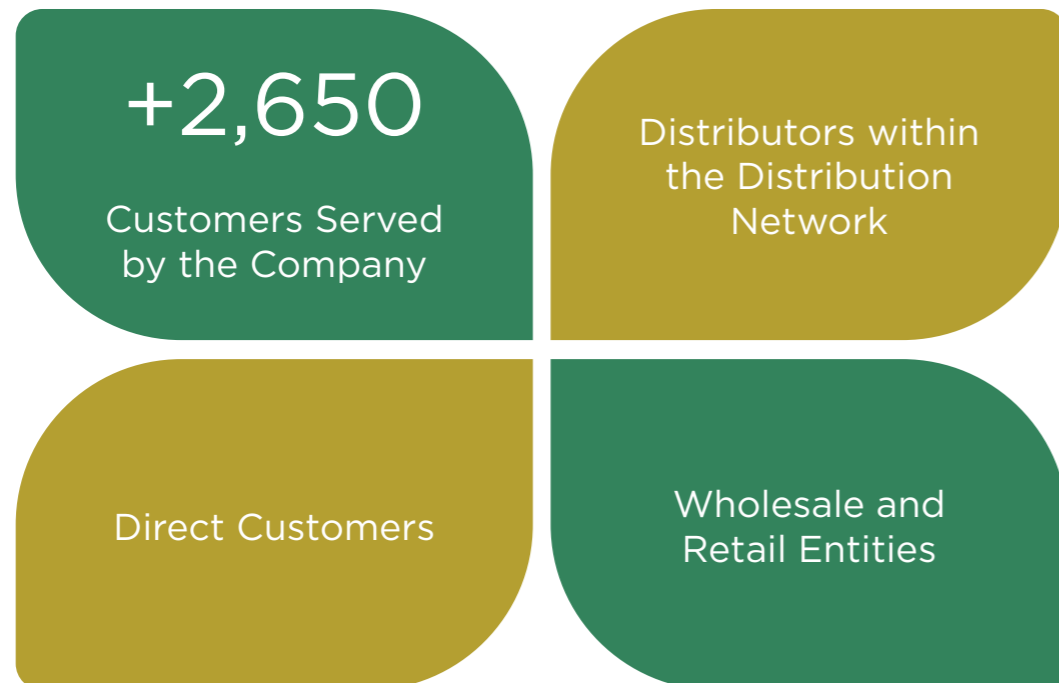 +2,650
Customers Served
by the Company
Distributors within
the Distribution
Network
Direct Customers
Wholesale and
Retail Entities